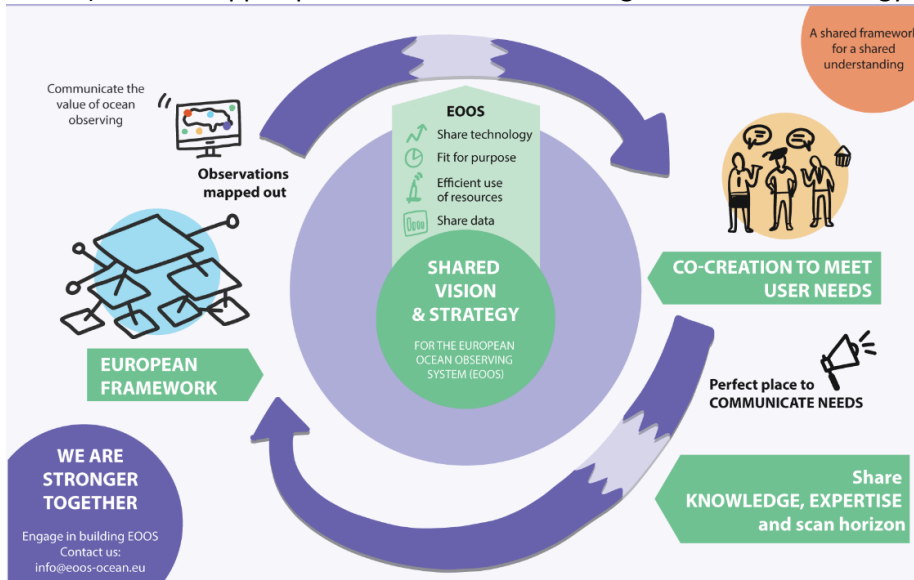 A shared framework
for a shared
understanding
Communicate the
value of ocean
observing
Observations
mapped out
EOOS
Share technology
Fit for purpose
Efficient use
of resources
Share data
SHARED
VISION
& STRATEGY
FOR THE EUROPEAN
OCEAN OBSERVING
SYSTEM (EOOS)
CO-CREATION TO MEET
USER NEEDS
EUROPEAN
FRAMEWORK
Perfect place to
COMMUNICATE NEEDS
WE ARE
STRONGER
TOGETHER
Engage in building EOOS
Contact us:
info@eoos-ocean.eu
Share
KNOWLEDGE, EXPERTISE
and scan horizon